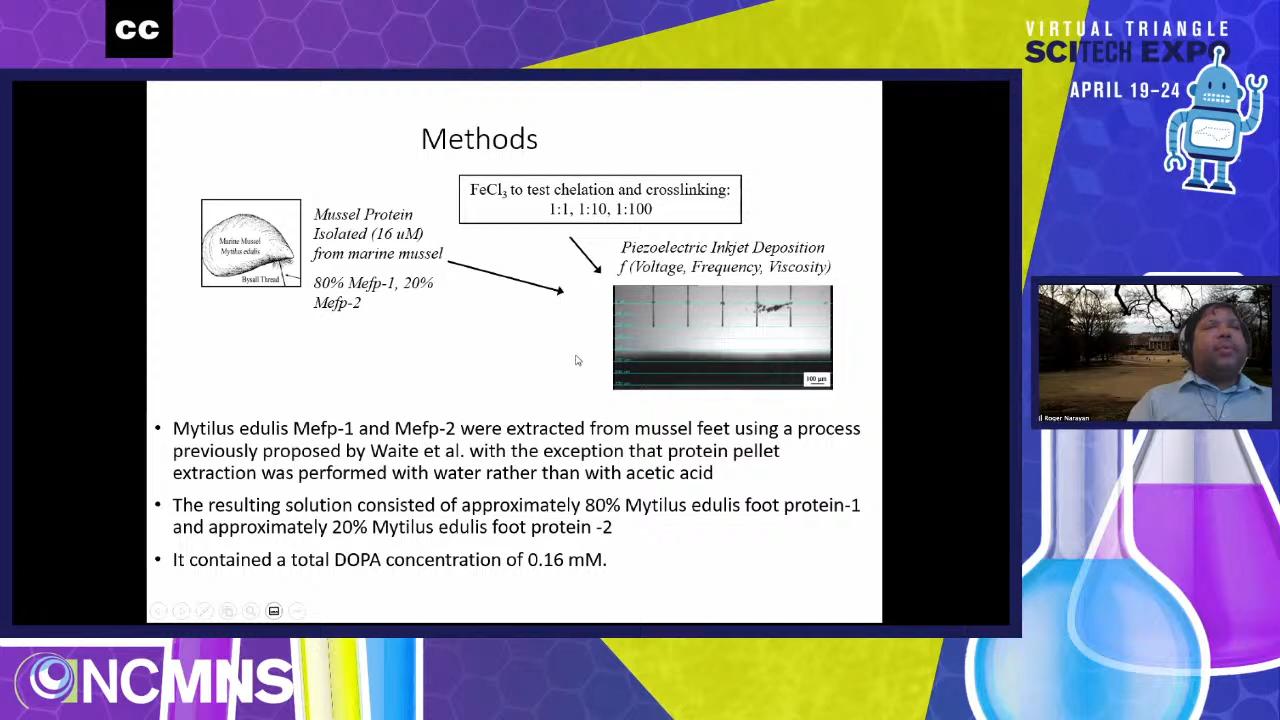 CC
VIRTUAL TRIANGLE
SCITECH EXPO
APRIL 19-24
Methods
FeCl3 to test chelation and crosslinking:
1:1, 1:10, 1:100
Marine Mussel
Mytilus edulis
Bysall Thread
Mussel Protein
Isolated (16 uM)
from marine mussel
80% Mefp-1, 20%
Mefp-2
Piezoelectric Inkjet Deposition
f (Voltage, Frequency, Viscosity)
100 µm
• Mytilus edulis Mefp-1 and Mefp-2 were extracted from mussel feet using a process
previously proposed by Waite et al. with the exception that protein pellet
extraction was performed with water rather than with acetic acid
• The resulting solution consisted of approximately 80% Mytilus edulis foot protein-1
and approximately 20% Mytilus edulis foot protein -2
• It contained a total DOPA concentration of 0.16 mM.
Roger Narayan
NCMNS